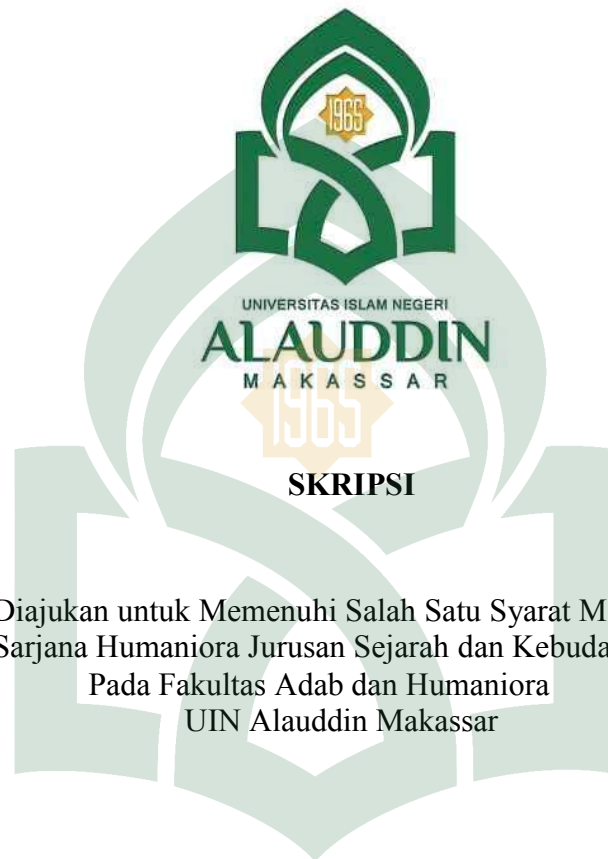 1965
UNIVERSITAS ISLAM NEGERI
ALAUDDIN
MAKASSAR
1965
SKRIPSI
Diajukan untuk Memenuhi Salah Satu Syarat M
Sarjana Humaniora Jurusan Sejarah dan Kebuda
Pada Fakultas Adab dan Humaniora
UIN Alauddin Makassar